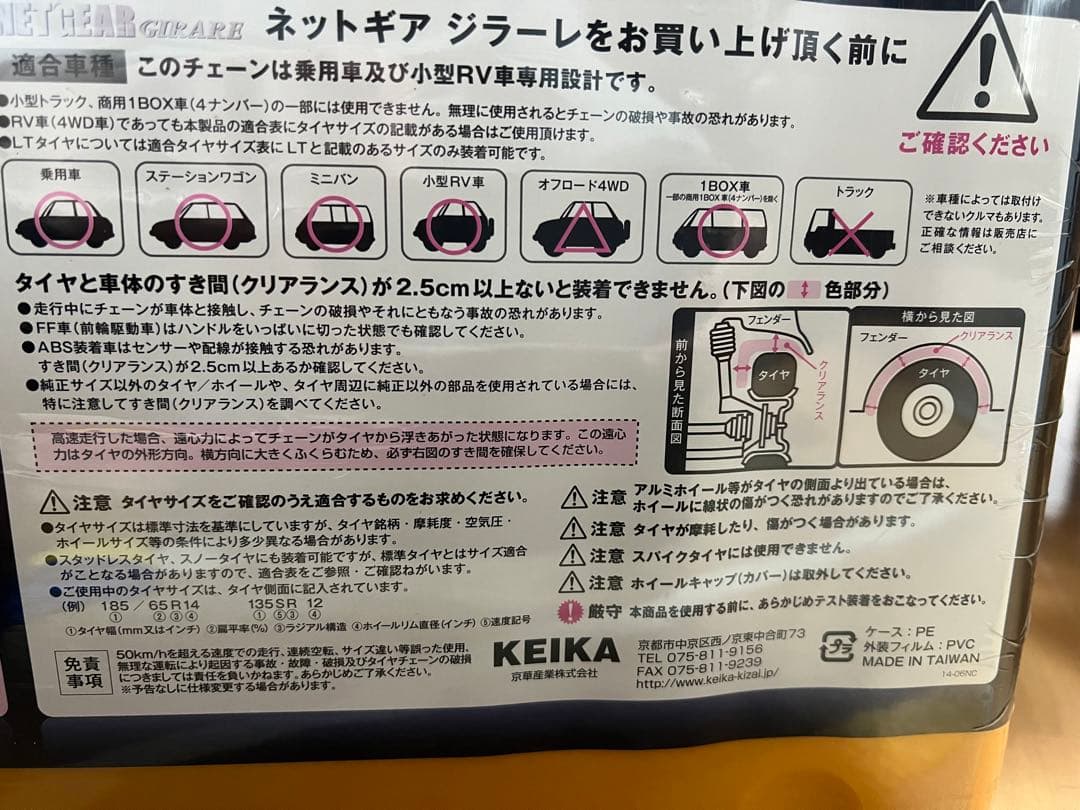 NETGEAR GIRARE ネットギア ジラーレをお買い上げ頂く前に
適合車種 このチェーンは乗用車及び小型RV車専用設計です。
●小型トラック、商用1BOX車(4ナンバー)の一部には使用できません。無理に使用されるとチェーンの破損や事故の恐れがあります。
●RV車(4WD車)であっても本製品の適合表にタイヤサイズの記載がある場合はご使用頂けます。
●LTタイヤについては適合タイヤサイズ表にLTと記載のあるサイズのみ装着可能です。
ご確認ください
乗用車
ステーションワゴン
ミニバン
小型RV車
オフロード4WD
1BOX車
一部の商用1BOX車(4ナンバー)を除く
トラック
※車種によっては取付け
できないクルマもあります。
正確な情報は販売店に
ご相談ください。
タイヤと車体のすき間(クリアランス)が2.5cm以上ないと装着できません。(下図の 色部分)
●走行中にチェーンが車体と接触し、チェーンの破損やそれにともなう事故の恐れがあります。
●FF車(前輪駆動車)はハンドルをいっぱいに切った状態でも確認してください。
●ABS装着車はセンサーや配線が接触する恐れがあります。
すき間(クリアランス)が2.5cm以上あるか確認してください。
●純正サイズ以外のタイヤ/ホイールや、タイヤ周辺に純正以外の部品を使用されている場合には、
特に注意してすき間(クリアランス)を調べてください。
高速走行した場合、遠心力によってチェーンがタイヤから浮きあがった状態になります。この遠心
力はタイヤの外形方向。横方向に大きくふくらむため、必ず右図のすき間を確保してください。
前から見た断面図
フェンダー
タイヤ
クリアランス
横から見た図
フェンダー
クリアランス
タイヤ
注意 タイヤサイズをご確認のうえ適合するものをお求めください。
●タイヤサイズは標準寸法を基準にしていますが、タイヤ銘柄・摩耗度・空気圧・
ホイールサイズ等の条件により多少異なる場合があります。
●スタッドレスタイヤ、スノータイヤにも装着可能ですが、標準タイヤとはサイズ適合
がことなる場合がありますので、適合表をご参照・ご確認ねがいます。
●ご使用中のタイヤサイズは、タイヤ側面に記入されています。
(例) 185 / 65 R14 135 SR 12
① ②③④ ①⑤③ ④
①タイヤ幅(mm又はインチ) ②扁平率(%) ③ラジアル構造 ④ホイールリム直径(インチ) ⑤速度記号
注意 アルミホイール等がタイヤの側面より出ている場合は、
ホイールに線状の傷がつく恐れがありますのでご了承ください。
注意 タイヤが摩耗したり、傷がつく場合があります。
注意 スパイクタイヤには使用できません。
注意 ホイールキャップ(カバー)は取外してください。
厳守 本商品を使用する前に、あらかじめテスト装着をおこなってください。
免責事項
50km/hを超える速度での走行、連続空転、サイズ違い等誤った使用、
無理な運転により起因する事故・故障・破損及びタイヤチェーンの破損
につきましては責任を負いかねます。あらかじめご了承ください。
※予告なしに仕様変更する場合があります。
KEIKA
京華産業株式会社
京都市中京区西ノ京東中合町73
TEL 075-811-9156
FAX 075-811-9239
http://www.keika-kizai.jp/
プラ
ケース:PE
外装フィルム:PVC
MADE IN TAIWAN
14-06NC